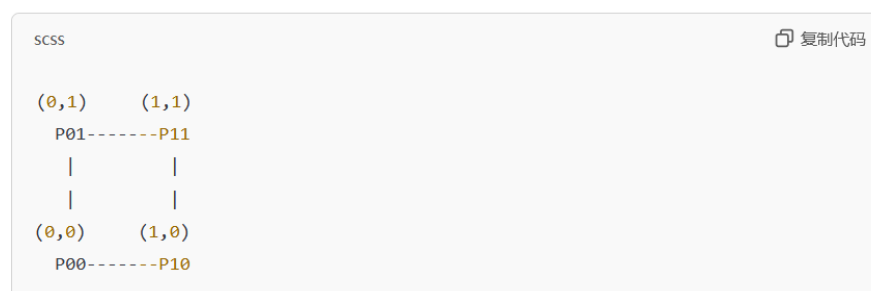 scss 复制代码
(0,1)     (1,1)
  P01-------P11
   |         |
   |         |
(0,0)     (1,0)
  P00-------P10